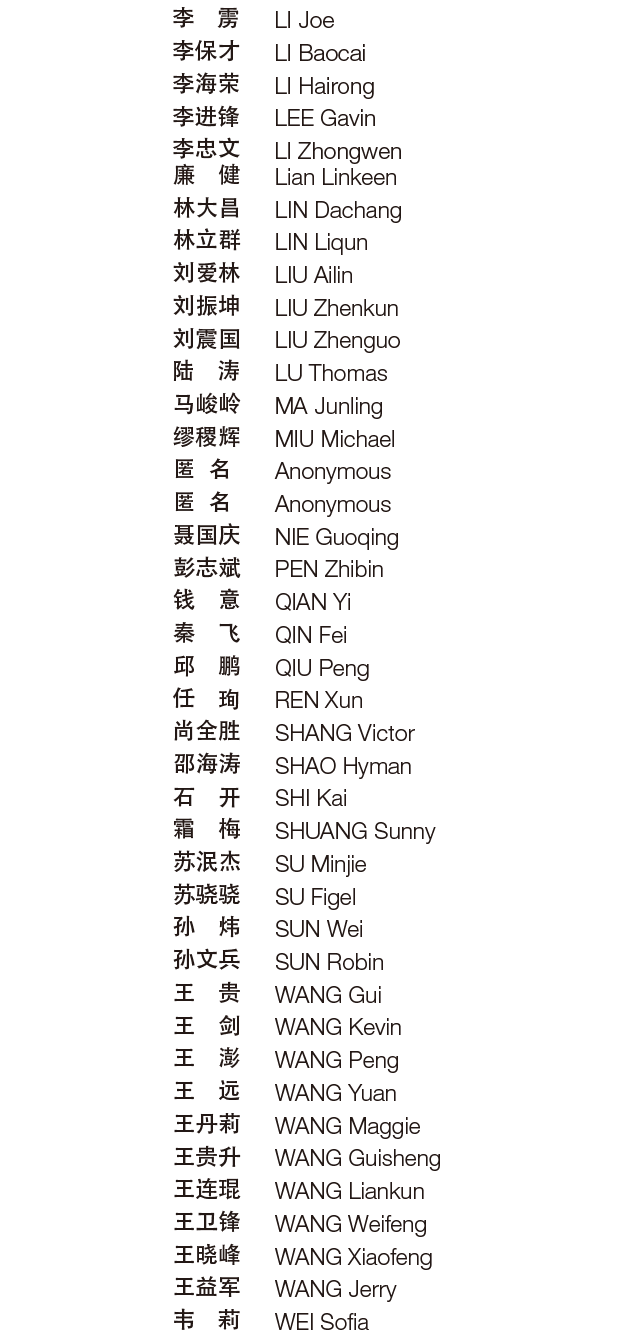 李　雳 LI Joe
李保才 LI Baocai
李海荣 LI Hairong
李进锋 LEE Gavin
李忠文 LI Zhongwen
廉　健 Lian Linkeen
林大昌 LIN Dachang
林立群 LIN Liqun
刘爱林 LIU Ailin
刘振坤 LIU Zhenkun
刘震国 LIU Zhenguo
陆　涛 LU Thomas
马峻岭 MA Junling
缪稷辉 MIU Michael
匿 名 Anonymous
匿 名 Anonymous
聂国庆 NIE Guoqing
彭志斌 PEN Zhibin
钱　意 QIAN Yi
秦　飞 QIN Fei
邱　鹏 QIU Peng
任　珣 REN Xun
尚全胜 SHANG Victor
邵海涛 SHAO Hyman
石　开 SHI Kai
霜　梅 SHUANG Sunny
苏泯杰 SU Minjie
苏骁骁 SU Figel
孙　炜 SUN Wei
孙文兵 SUN Robin
王　贵 WANG Gui
王　剑 WANG Kevin
王　澎 WANG Peng
王　远 WANG Yuan
王丹莉 WANG Maggie
王贵升 WANG Guisheng
王连琨 WANG Liankun
王卫锋 WANG Weifeng
王晓峰 WANG Xiaofeng
王益军 WANG Jerry
韦　莉 WEI Sofia